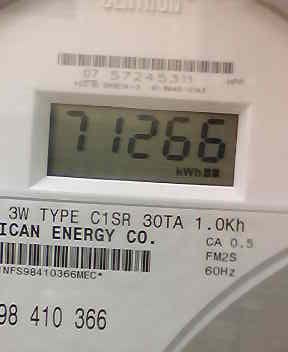 CENTRON
07 57245311
71266
kWh
3W TYPE C1SR 30TA 1.0Kh
ICAN ENERGY CO.
CA 0.5
FM2S
60Hz
NFS98410366MEC*
98 410 366